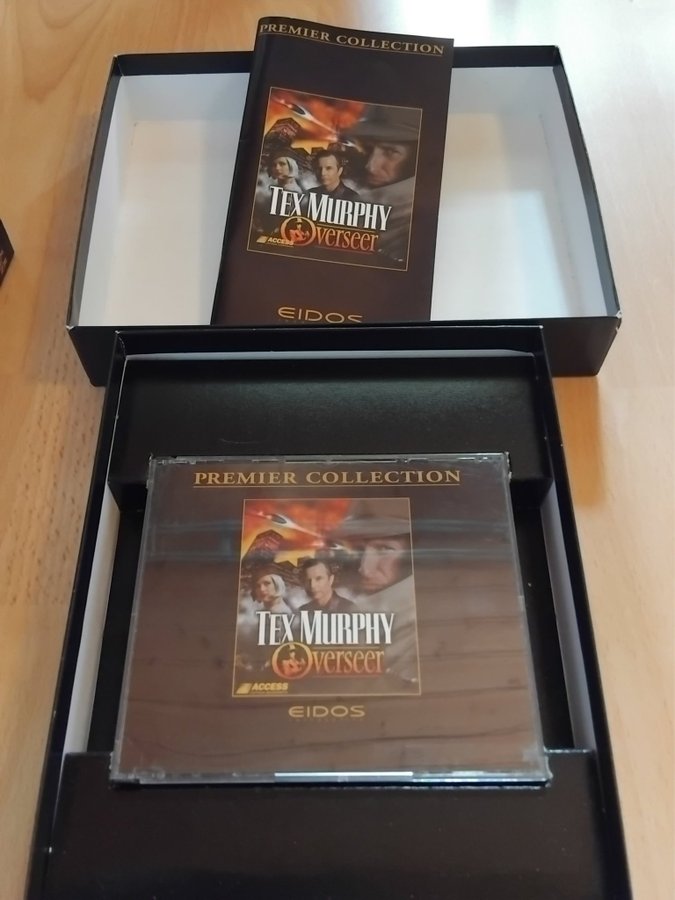 PREMIER COLLECTION
TEX MURPHY
Overseer
ACCESS
EIDOS
PREMIER COLLECTION
TEX MURPHY
Overseer
ACCESS
EIDOS